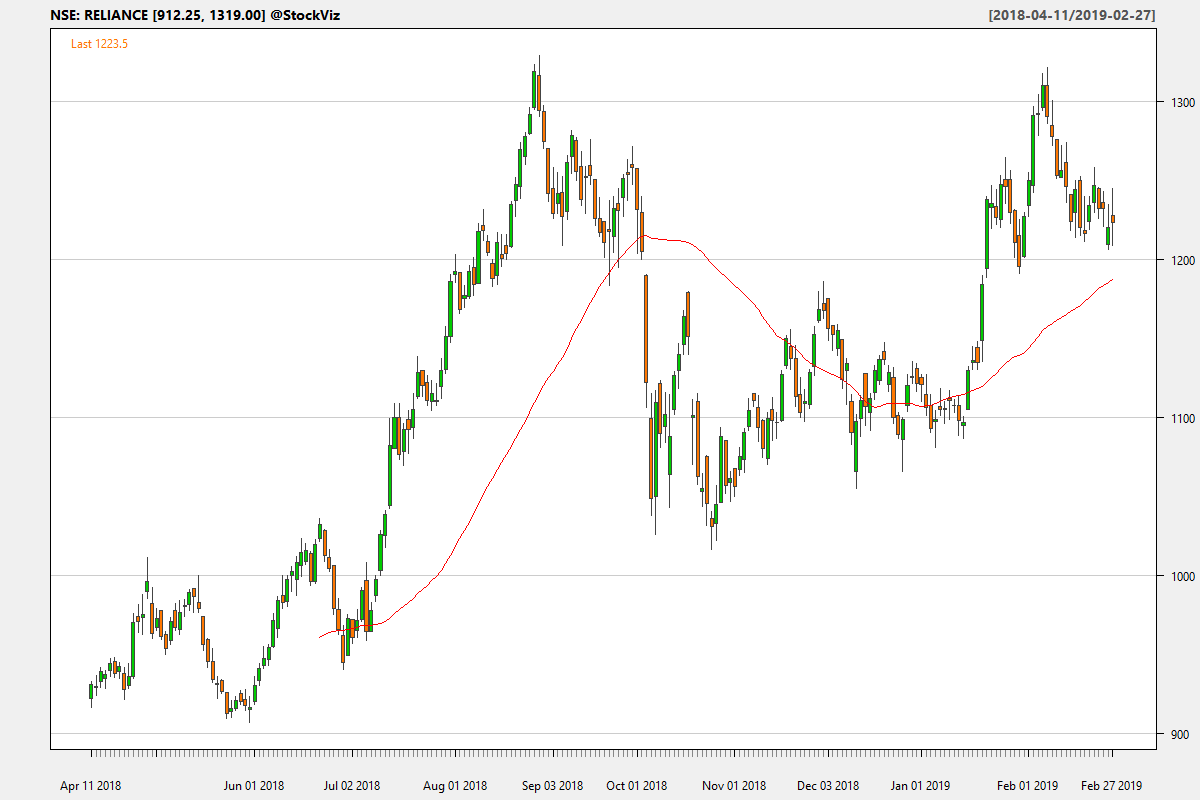 NSE: RELIANCE [912.25, 1319.00] @StockViz
[2018-04-11/2019-02-27]
Last 1223.5
1300
1200
1100
1000
900
Apr 11 2018 Jun 01 2018 Jul 02 2018 Aug 01 2018 Sep 03 2018 Oct 01 2018 Nov 01 2018 Dec 03 2018 Jan 01 2019 Feb 01 2019 Feb 27 2019